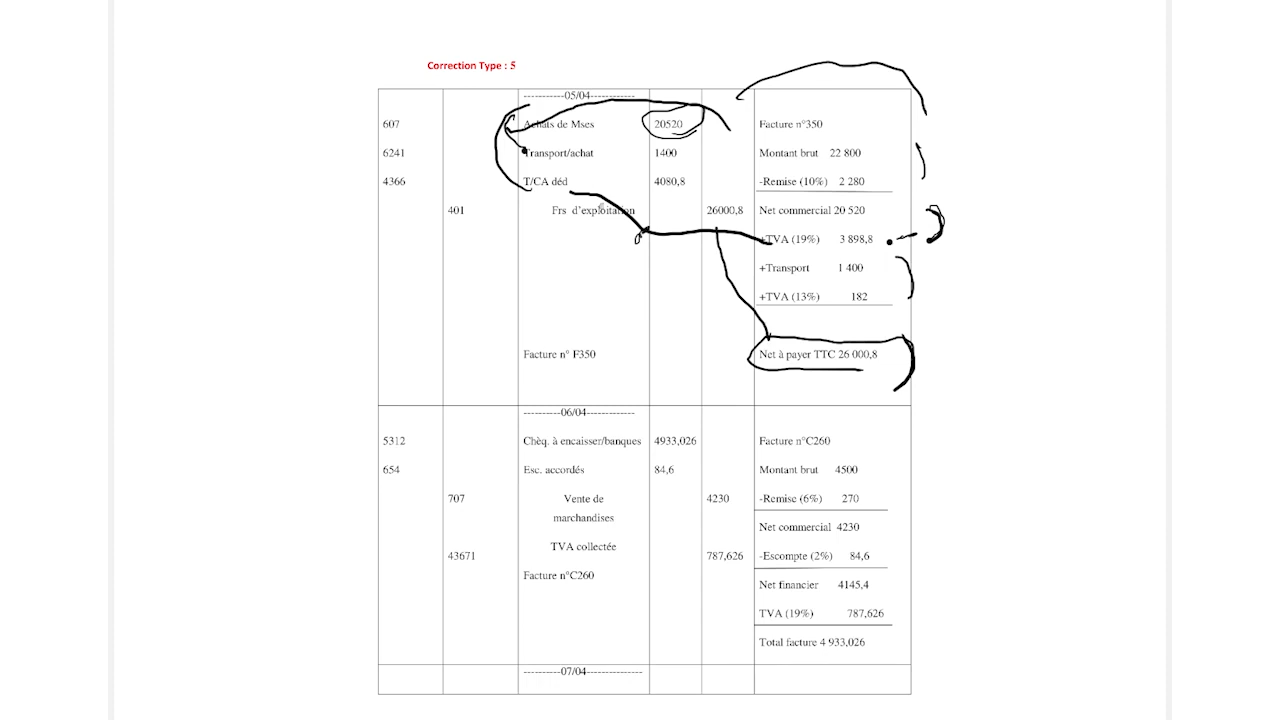 Correction Type : 5
----------05/04------------
607 Achats de Mses 20520 Facture n°350
6241 Transport/achat 1400 Montant brut 22 800
4366 T/CA déd 4080,8 -Remise (10%) 2 280
401 Frs d'exploitation 26000,8 Net commercial 20 520
+TVA (19%) 3 898,8
+Transport 1 400
+TVA (13%) 182
Facture n° F350 Net à payer TTC 26 000,8
----------06/04------------
5312 Chèq. à encaisser/banques 4933,026 Facture n°C260
654 Esc. accordés 84,6 Montant brut 4500
707 Vente de 4230 -Remise (6%) 270
marchandises
Net commercial 4230
TVA collectée
43671 787,626 -Escompte (2%) 84,6
Facture n°C260
Net financier 4145,4
TVA (19%) 787,626
Total facture 4 933,026
----------07/04--------------